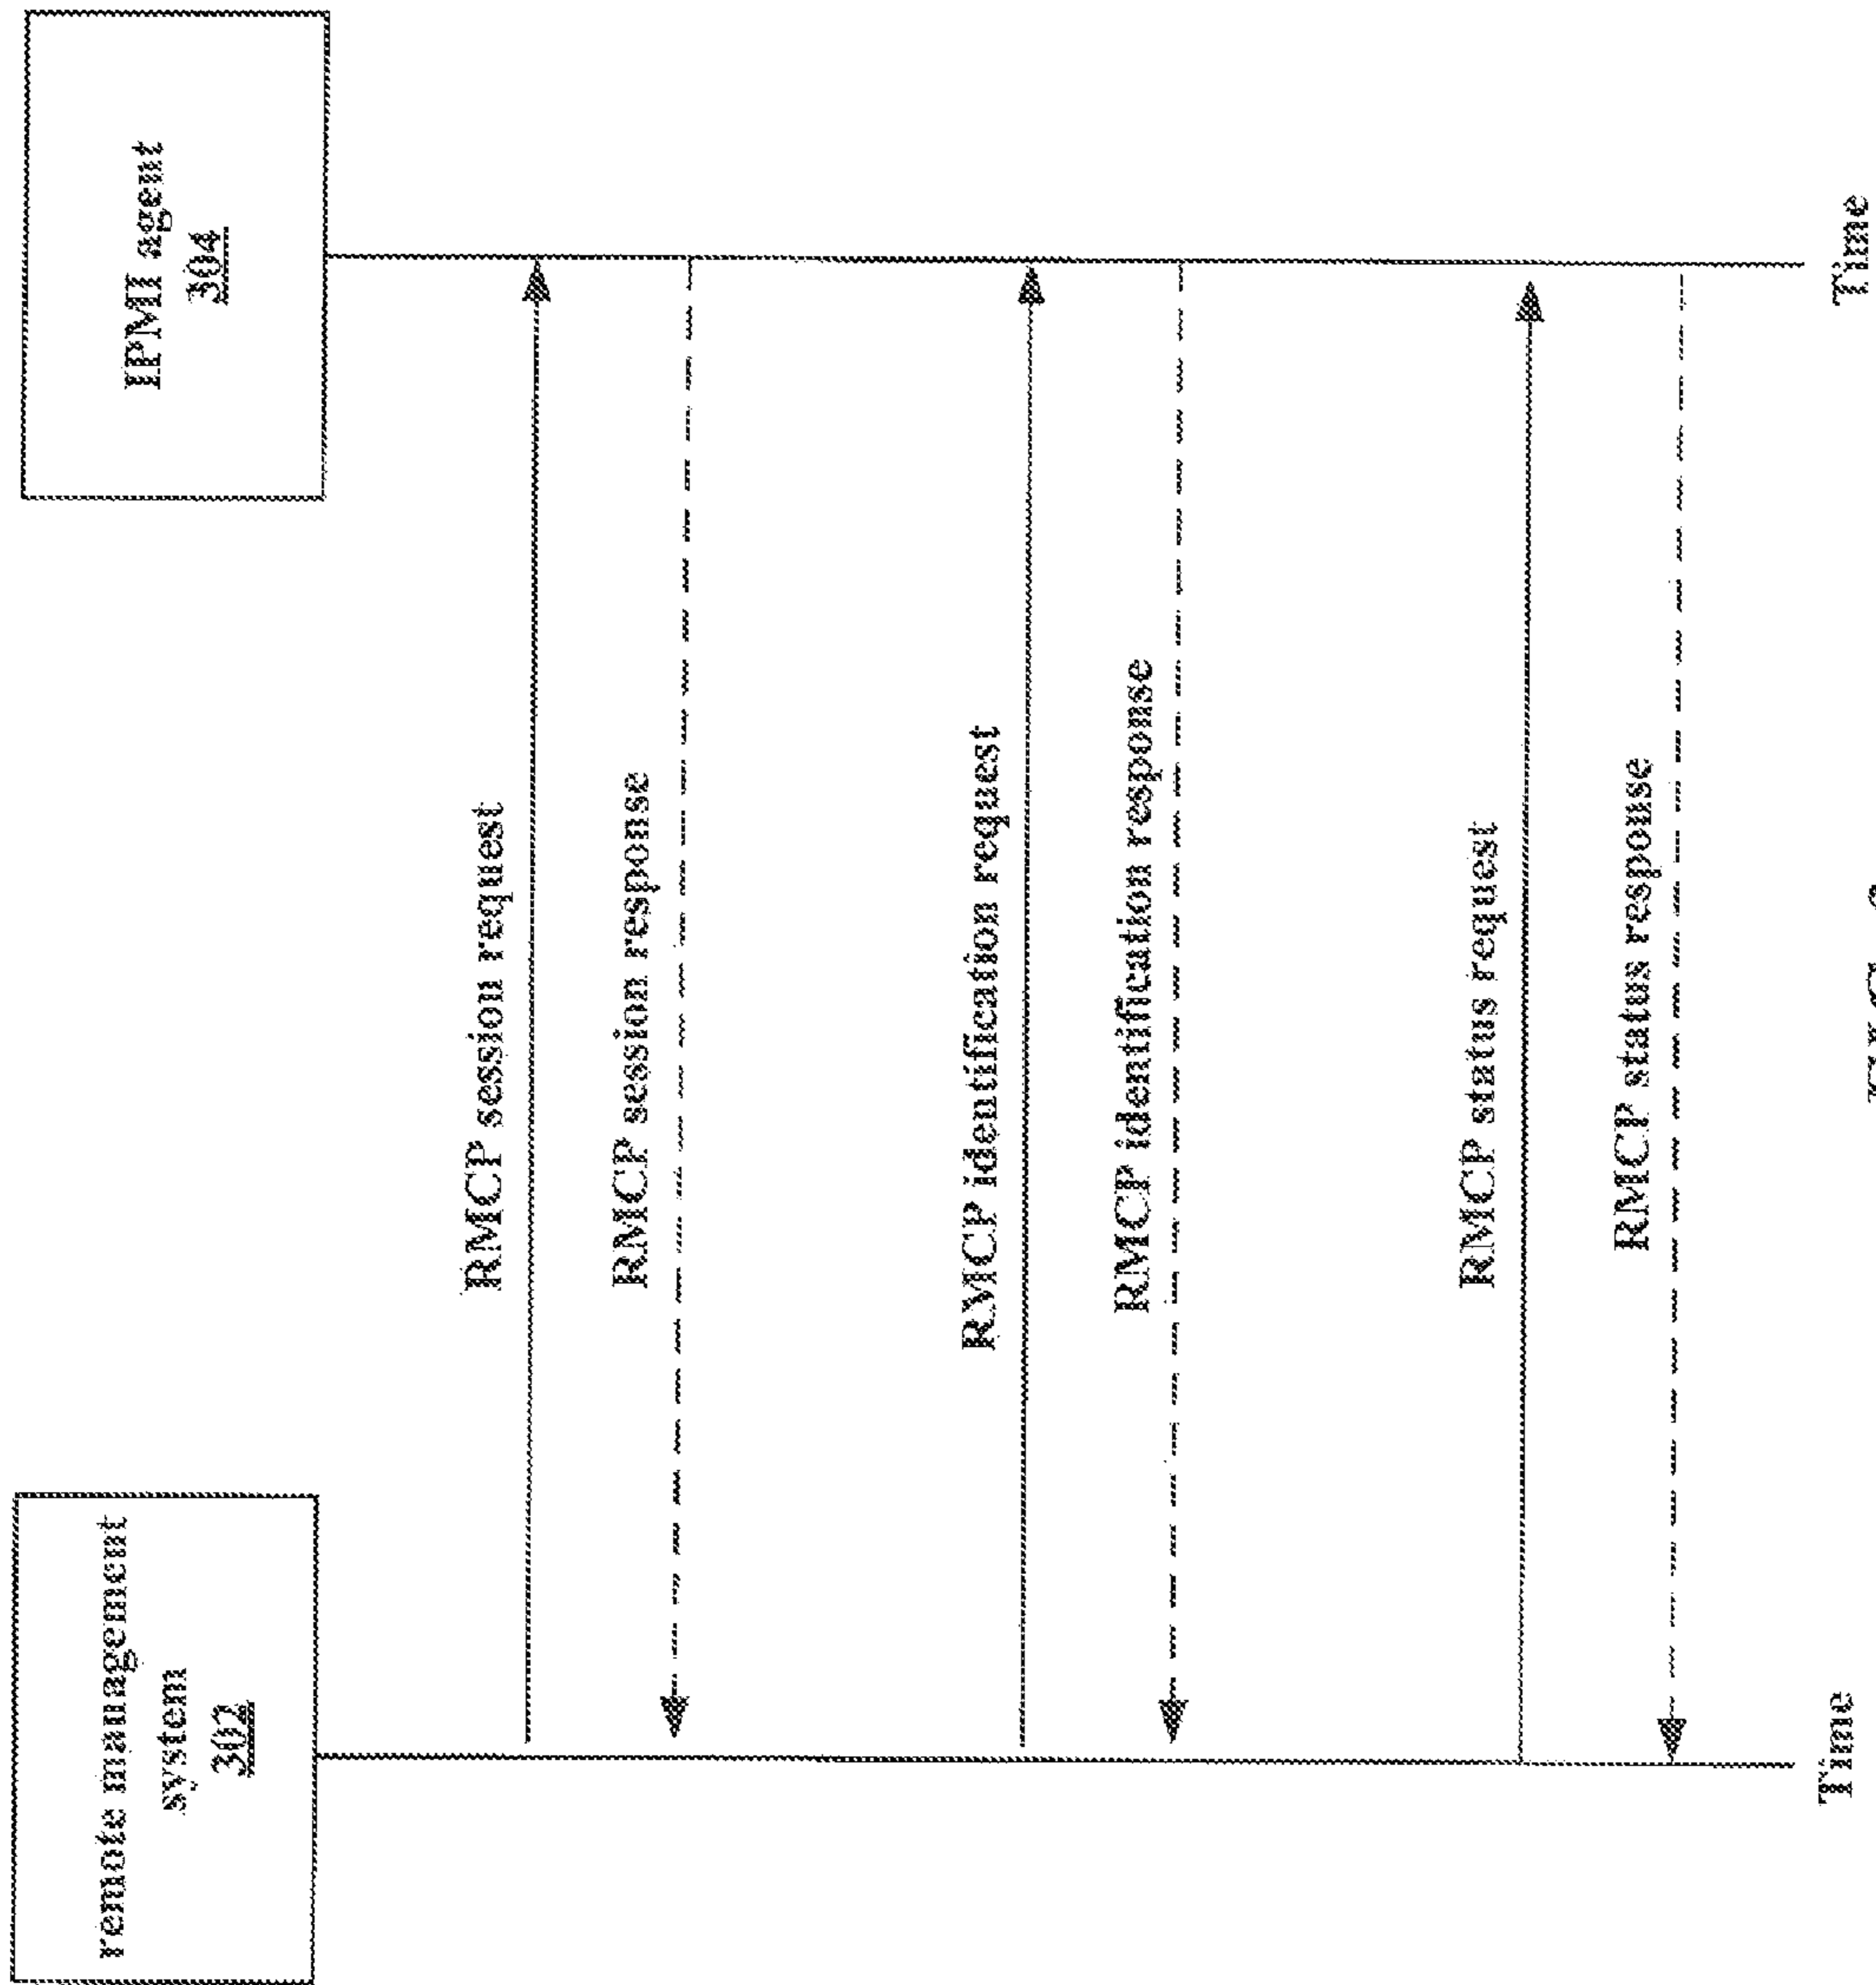 remote management
system
302
IPMI agent
304
RMCP session request
RMCP session response
RMCP identification request
RMCP identification response
RMCP status request
RMCP status response
Time
Time